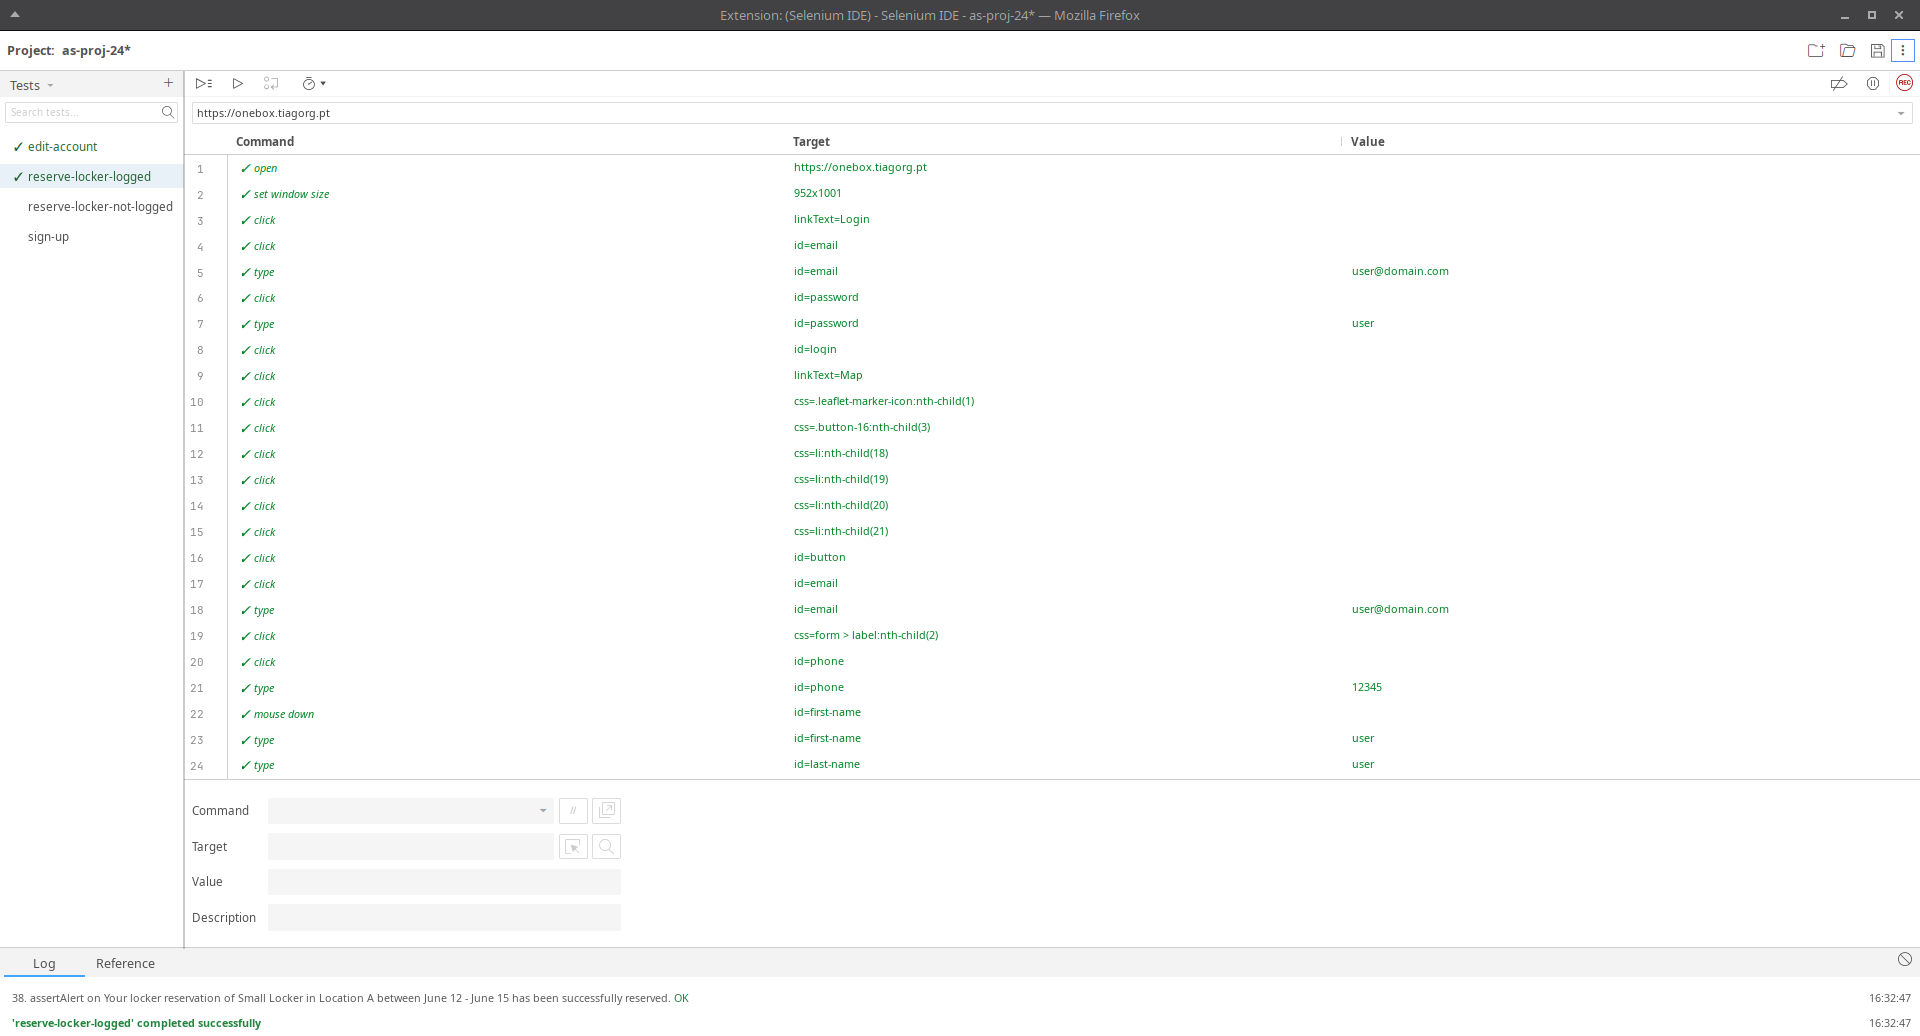 Extension: (Selenium IDE) - Selenium IDE - as-proj-24* — Mozilla Firefox
Project: as-proj-24*
Tests
Search tests...
edit-account
reserve-locker-logged
reserve-locker-not-logged
sign-up
REC
https://onebox.tiagorg.pt
Command Target Value
1 ✓ open https://onebox.tiagorg.pt
2 ✓ set window size 952x1001
3 ✓ click linkText=Login
4 ✓ click id=email
5 ✓ type id=email user@domain.com
6 ✓ click id=password
7 ✓ type id=password user
8 ✓ click id=login
9 ✓ click linkText=Map
10 ✓ click css=.leaflet-marker-icon:nth-child(1)
11 ✓ click css=.button-16:nth-child(3)
12 ✓ click css=li:nth-child(18)
13 ✓ click css=li:nth-child(19)
14 ✓ click css=li:nth-child(20)
15 ✓ click css=li:nth-child(21)
16 ✓ click id=button
17 ✓ click id=email
18 ✓ type id=email user@domain.com
19 ✓ click css=form > label:nth-child(2)
20 ✓ click id=phone
21 ✓ type id=phone 12345
22 ✓ mouse down id=first-name
23 ✓ type id=first-name user
24 ✓ type id=last-name user
Command //
Target
Value
Description
Log Reference
38. assertAlert on Your locker reservation of Small Locker in Location A between June 12 - June 15 has been successfully reserved. OK 16:32:47
'reserve-locker-logged' completed successfully 16:32:47